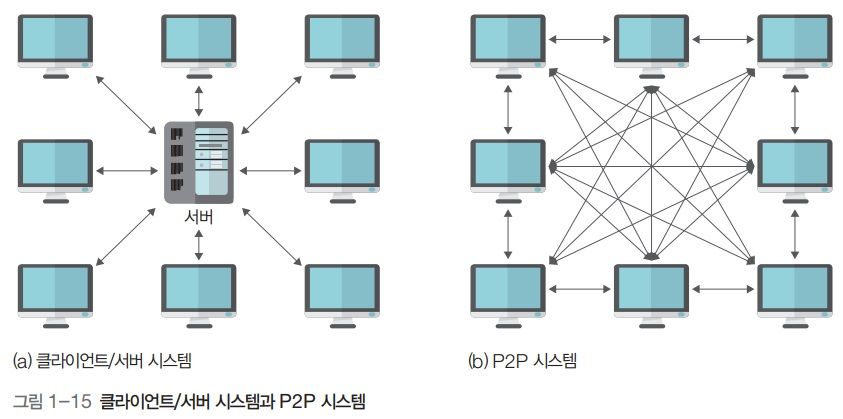 서버
(a) 클라이언트/서버 시스템
(b) P2P 시스템
그림 1-15 클라이언트/서버 시스템과 P2P 시스템